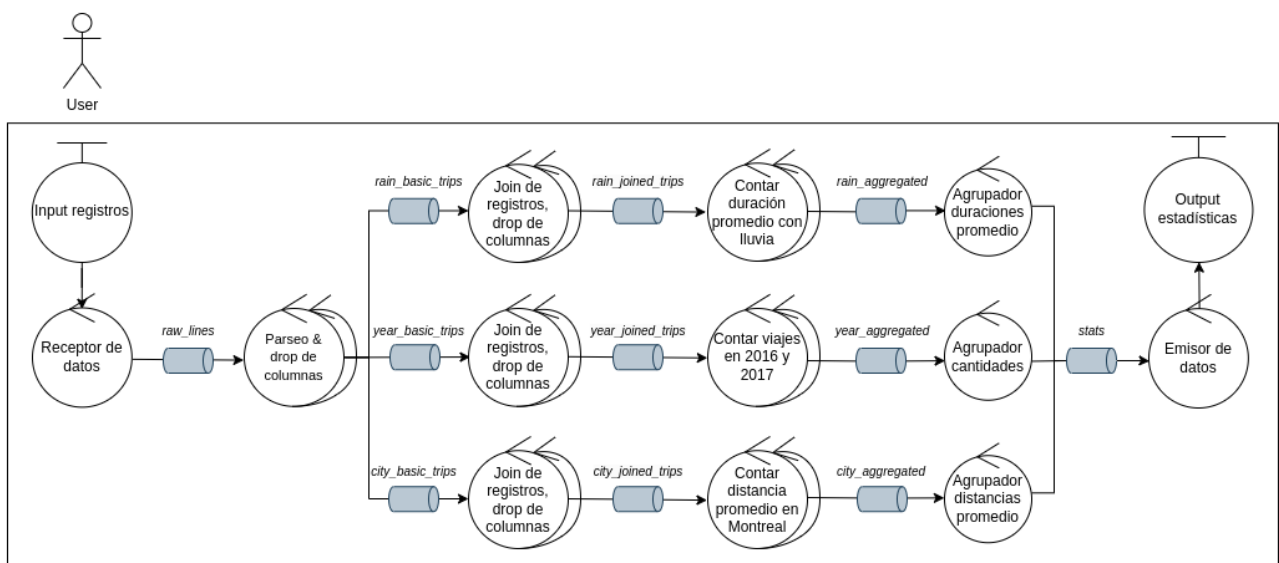 User
Input registros
Receptor de
datos
raw_lines
Parseo &
drop de
columnas
rain_basic_trips
Join de
registros,
drop de
columnas
rain_joined_trips
Contar
duración
promedio con
lluvia
rain_aggregated
Agrupador
duraciones
promedio
year_basic_trips
Join de
registros,
drop de
columnas
year_joined_trips
Contar viajes
en 2016 y
2017
year_aggregated
Agrupador
cantidades
city_basic_trips
Join de
registros,
drop de
columnas
city_joined_trips
Contar
distancia
promedio en
Montreal
city_aggregated
Agrupador
distancias
promedio
stats
Emisor de
datos
Output
estadísticas